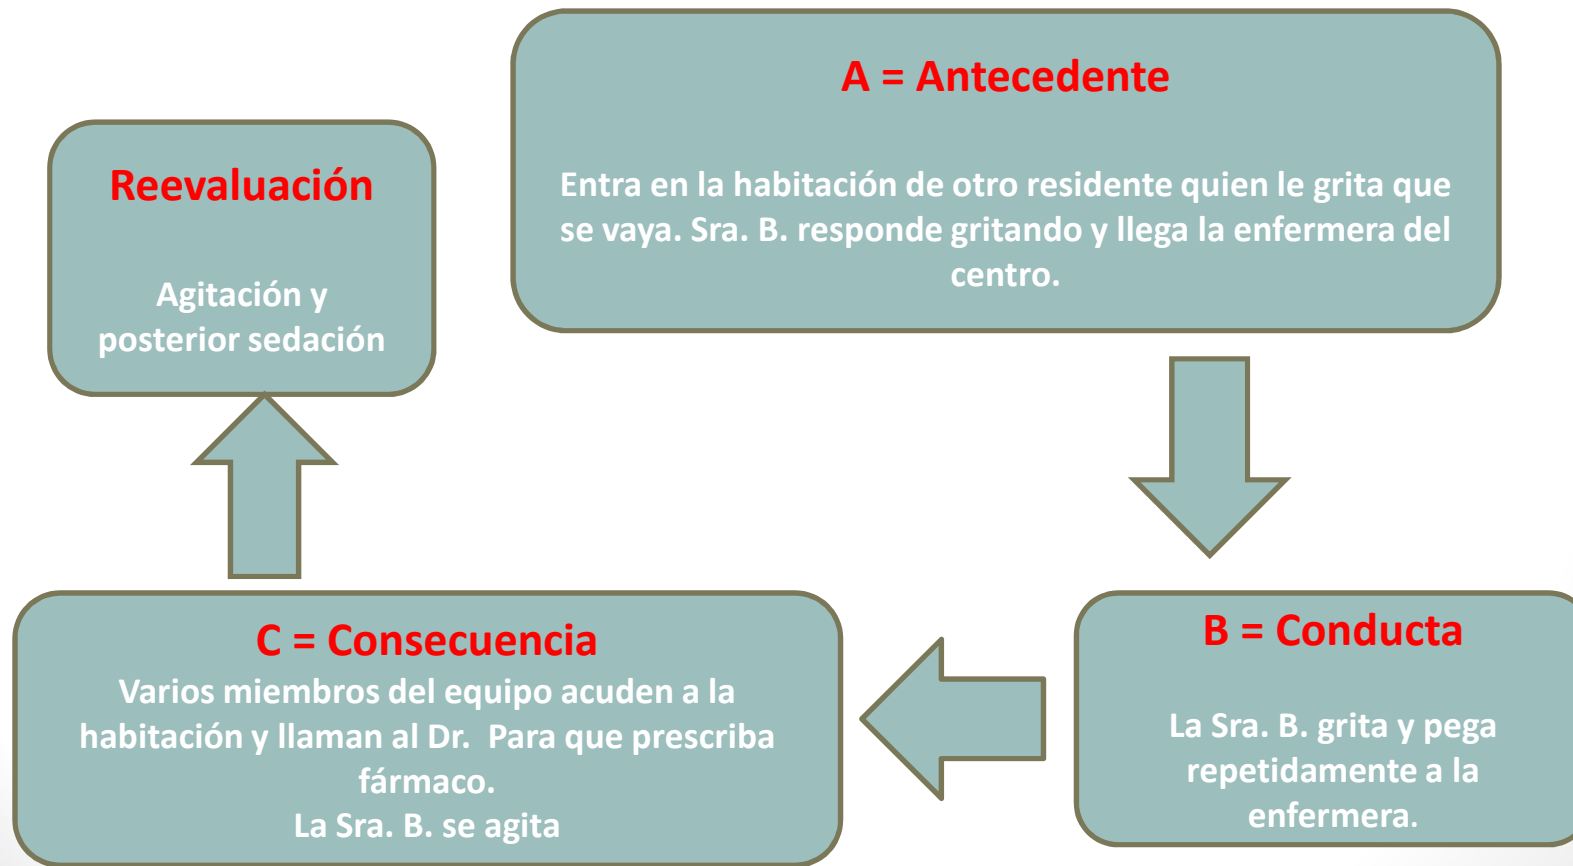 A = Antecedente
Entra en la habitación de otro residente quien le grita que
se vaya. Sra. B. responde gritando y llega la enfermera del
centro.
Reevaluación
Agitación y
posterior sedación
C = Consecuencia
Varios miembros del equipo acuden a la
habitación y llaman al Dr. Para que prescriba
fármaco.
La Sra. B. se agita
B = Conducta
La Sra. B. grita y pega
repetidamente a la
enfermera.